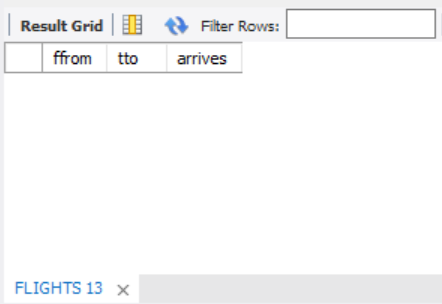 Result Grid Filter Rows:
ffrom tto arrives
FLIGHTS 13